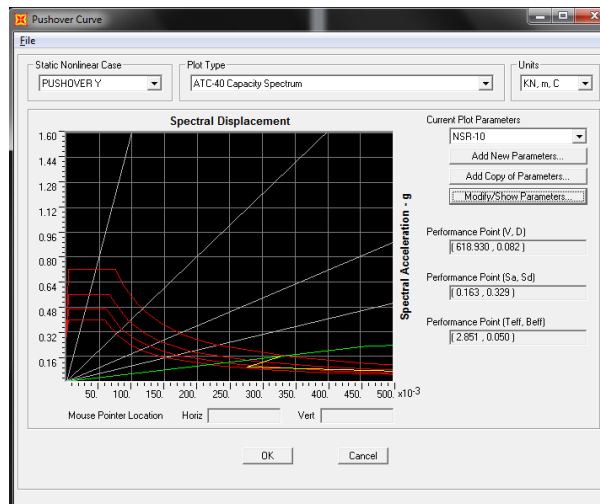 Pushover Curve
File
Static Nonlinear Case
PUSHOVER Y
Plot Type
ATC-40 Capacity Spectrum
Units
KN, m, C
Spectral Displacement
1.60
1.44
1.28
1.12
0.96
0.80
0.64
0.48
0.32
0.16
50. 100. 150. 200. 250. 300. 350. 400. 450. 500. ×10-3
Spectral Acceleration - g
Mouse Pointer Location Horiz Vert
Current Plot Parameters
NSR-10
Add New Parameters...
Add Copy of Parameters...
Modify/Show Parameters...
Performance Point (V, D)
( 618.930 , 0.082 )
Performance Point (Sa, Sd)
( 0.163 , 0.329 )
Performance Point (Teff, Beff)
( 2.851 , 0.050 )
OK Cancel